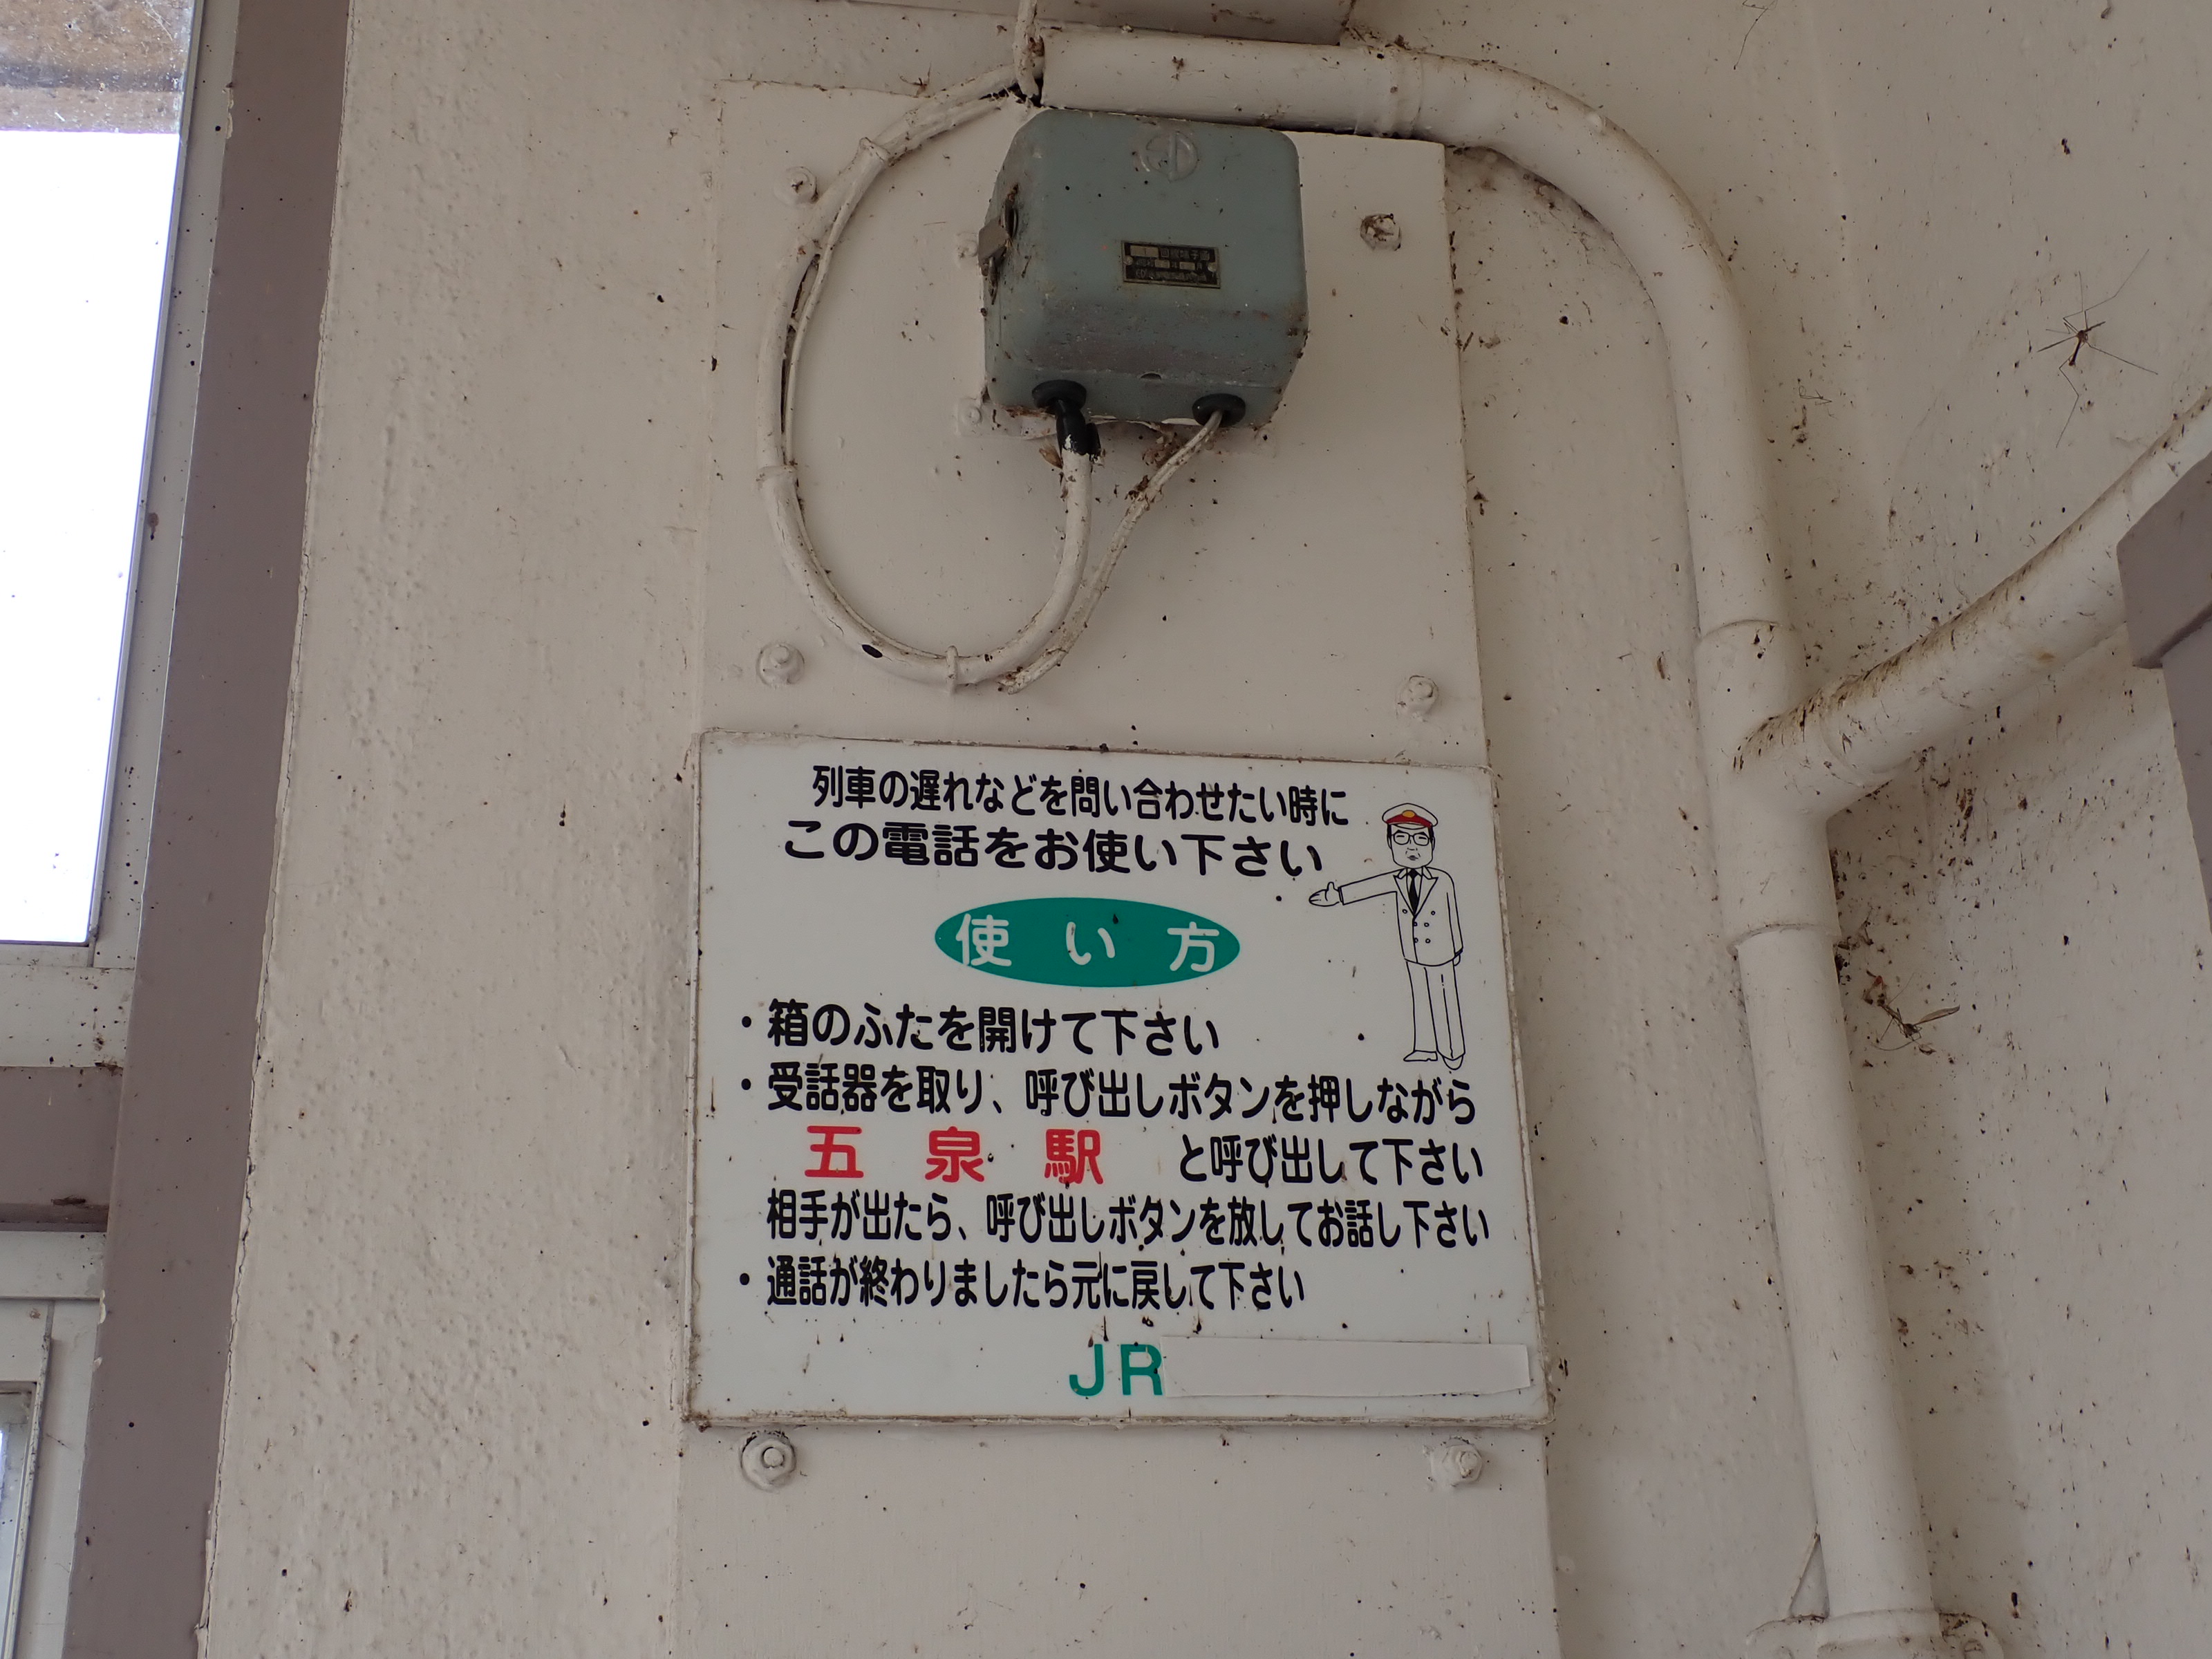 列車の遅れなどを問い合わせたい時に
この電話をお使い下さい
使い方
・箱のふたを開けて下さい
・受話器を取り、呼び出しボタンを押しながら
五泉駅 と呼び出して下さい
相手が出たら、呼び出しボタンを放してお話し下さい
・通話が終わりましたら元に戻して下さい
JR